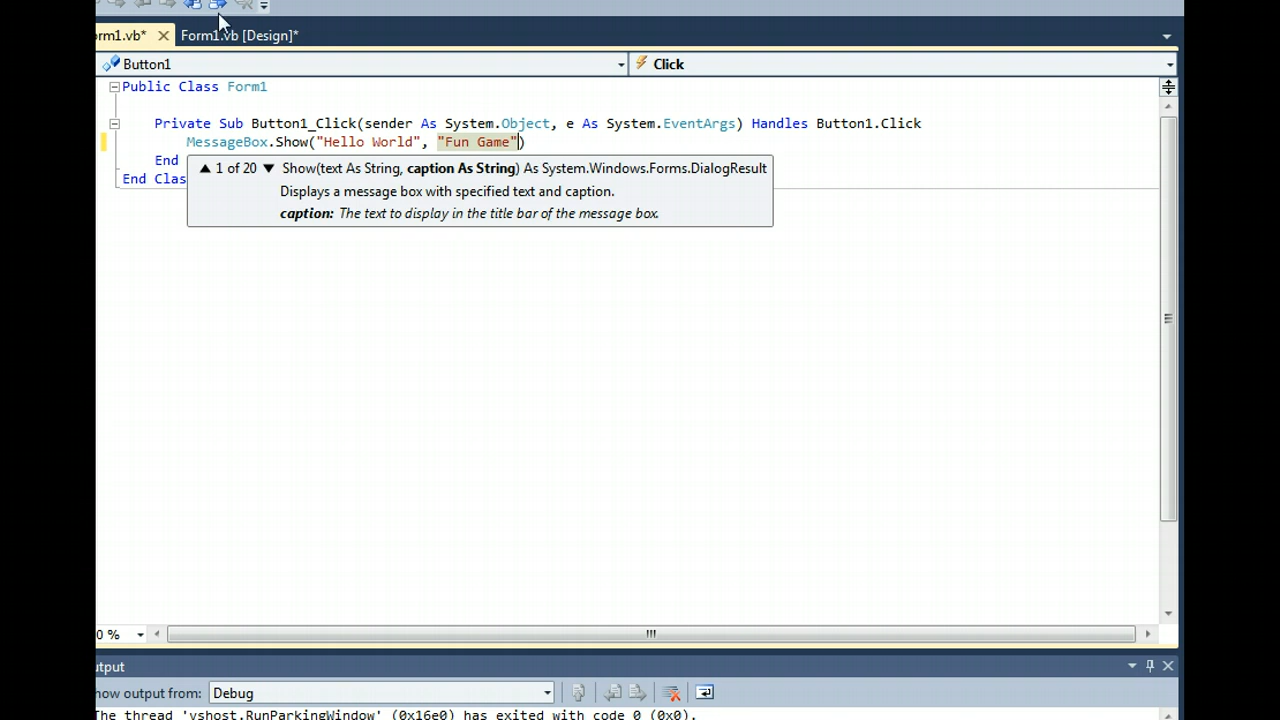 orm1.vb* Form1.vb [Design]*
Button1 Click
Public Class Form1
Private Sub Button1_Click(sender As System.Object, e As System.EventArgs) Handles Button1.Click
MessageBox.Show("Hello World", "Fun Game")
End
End Clas
1 of 20 Show(text As String, caption As String) As System.Windows.Forms.DialogResult
Displays a message box with specified text and caption.
caption: The text to display in the title bar of the message box.
0 %
utput
how output from: Debug
The thread 'vshost.RunParkingWindow' (0x16e0) has exited with code 0 (0x0).